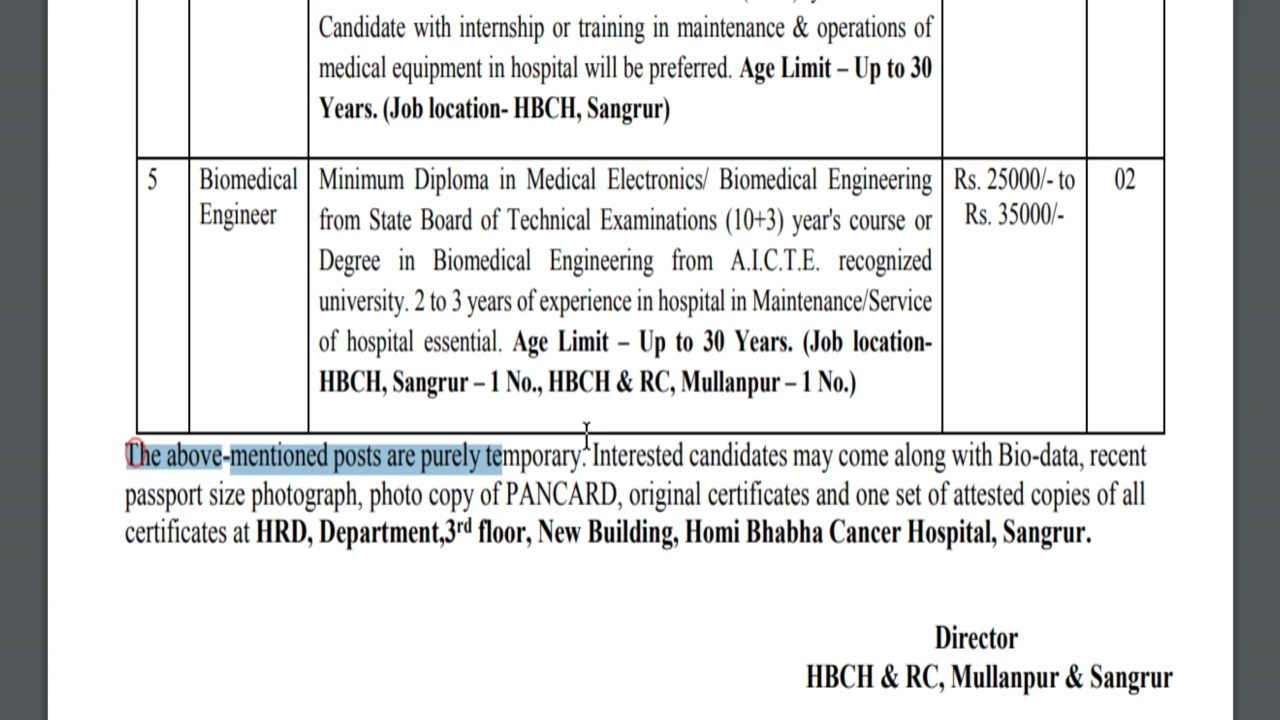 Candidate with internship or training in maintenance & operations of
medical equipment in hospital will be preferred. Age Limit – Up to 30
Years. (Job location- HBCH, Sangrur)
5
Biomedical
Engineer
Minimum Diploma in Medical Electronics/ Biomedical Engineering
from State Board of Technical Examinations (10+3) year's course or
Degree in Biomedical Engineering from A.I.C.T.E. recognized
university. 2 to 3 years of experience in hospital in Maintenance/Service
of hospital essential. Age Limit – Up to 30 Years. (Job location-
HBCH, Sangrur – 1 No., HBCH & RC, Mullanpur – 1 No.)
Rs. 25000/- to
Rs. 35000/-
02
The above-mentioned posts are purely temporary. Interested candidates may come along with Bio-data, recent
passport size photograph, photo copy of PANCARD, original certificates and one set of attested copies of all
certificates at HRD, Department,3rd floor, New Building, Homi Bhabha Cancer Hospital, Sangrur.
Director
HBCH & RC, Mullanpur & Sangrur